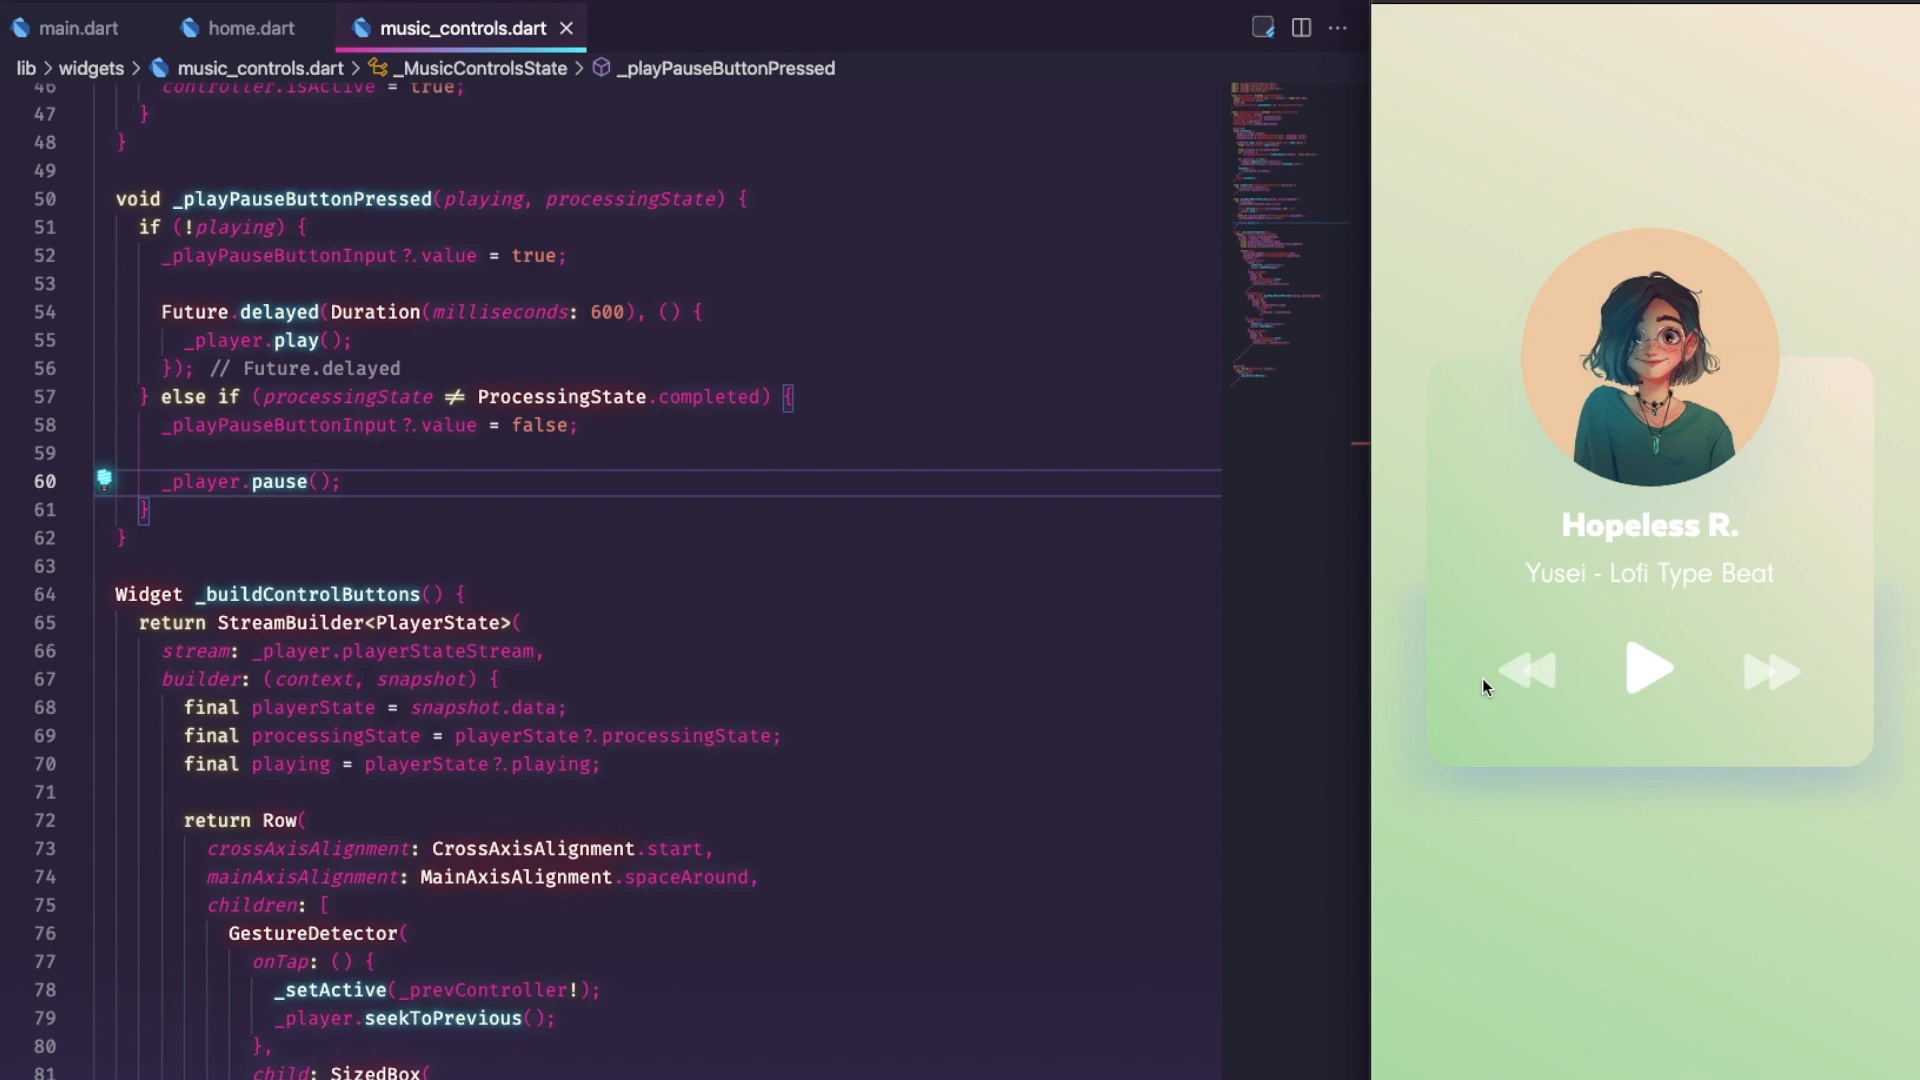 main.dart
home.dart
music_controls.dart
lib > widgets > music_controls.dart > _MusicControlsState > _playPauseButtonPressed
46 controller.isActive = true;
47 }
48 }
49
50 void _playPauseButtonPressed(playing, processingState) {
51 if (!playing) {
52 _playPauseButtonInput?.value = true;
53
54 Future.delayed(Duration(milliseconds: 600), () {
55 _player.play();
56 }); // Future.delayed
57 } else if (processingState ≠ ProcessingState.completed) {
58 _playPauseButtonInput?.value = false;
59
60 _player.pause();
61 }
62 }
63
64 Widget _buildControlButtons() {
65 return StreamBuilder<PlayerState>(
66 stream: _player.playerStateStream,
67 builder: (context, snapshot) {
68 final playerState = snapshot.data;
69 final processingState = playerState?.processingState;
70 final playing = playerState?.playing;
71
72 return Row(
73 crossAxisAlignment: CrossAxisAlignment.start,
74 mainAxisAlignment: MainAxisAlignment.spaceAround,
75 children: [
76 GestureDetector(
77 onTap: () {
78 _setActive(_prevController!);
79 _player.seekToPrevious();
80 },
81 child: SizedBox(
Hopeless R.
Yusei - Lofi Type Beat